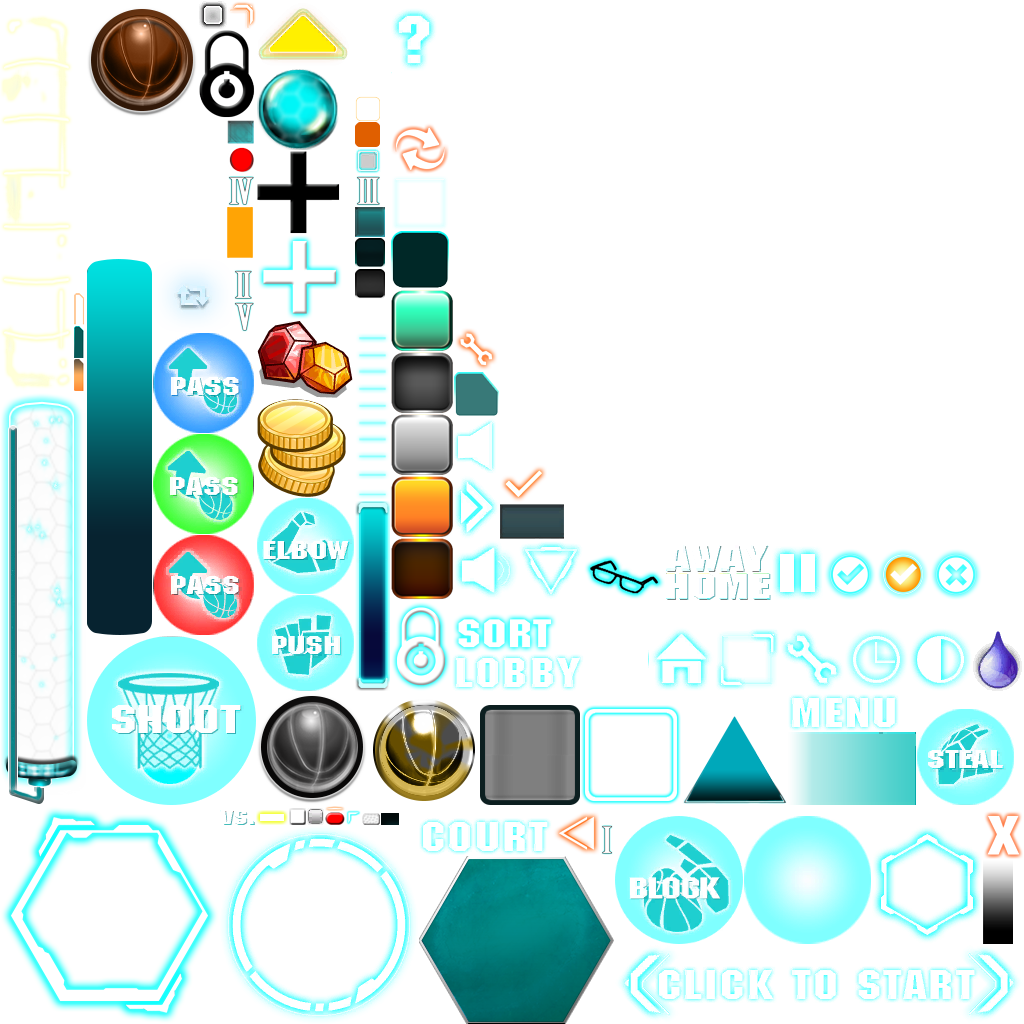 ?
IV
III
II
V
PASS
PASS
PASS
ELBOW
PUSH
SHOOT
AWAY
HOME
SORT
LOBBY
MENU
STEAL
VS.
COURT
I
X
BLOCK
CLICK TO START